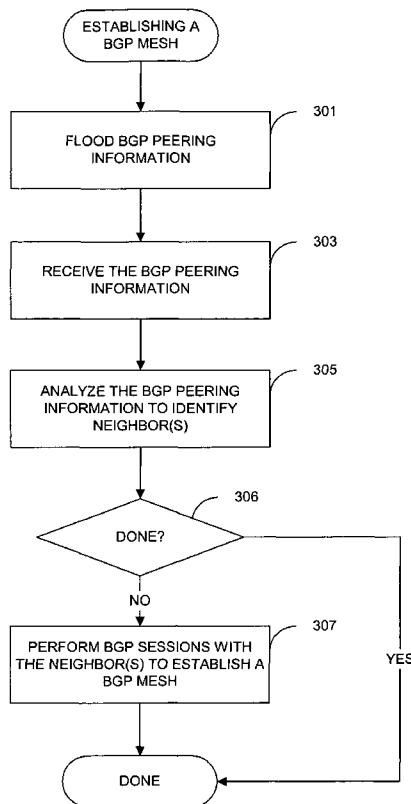 ESTABLISHING A
BGP MESH
301
FLOOD BGP PEERING
INFORMATION
303
RECEIVE THE BGP PEERING
INFORMATION
305
ANALYZE THE BGP PEERING
INFORMATION TO IDENTIFY
NEIGHBOR(S)
306
DONE?
NO
307
PERFORM BGP SESSIONS WITH
THE NEIGHBOR(S) TO ESTABLISH A
BGP MESH
YES
DONE